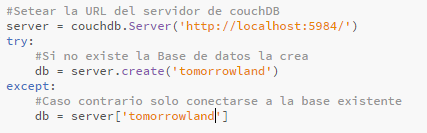 #Setear la URL del servidor de couchDB
server = couchdb.Server('http://localhost:5984/')
try:
    #Si no existe la Base de datos la crea
    db = server.create('tomorrowland')
except:
    #Caso contrario solo conectarse a la base existente
    db = server['tomorrowland']